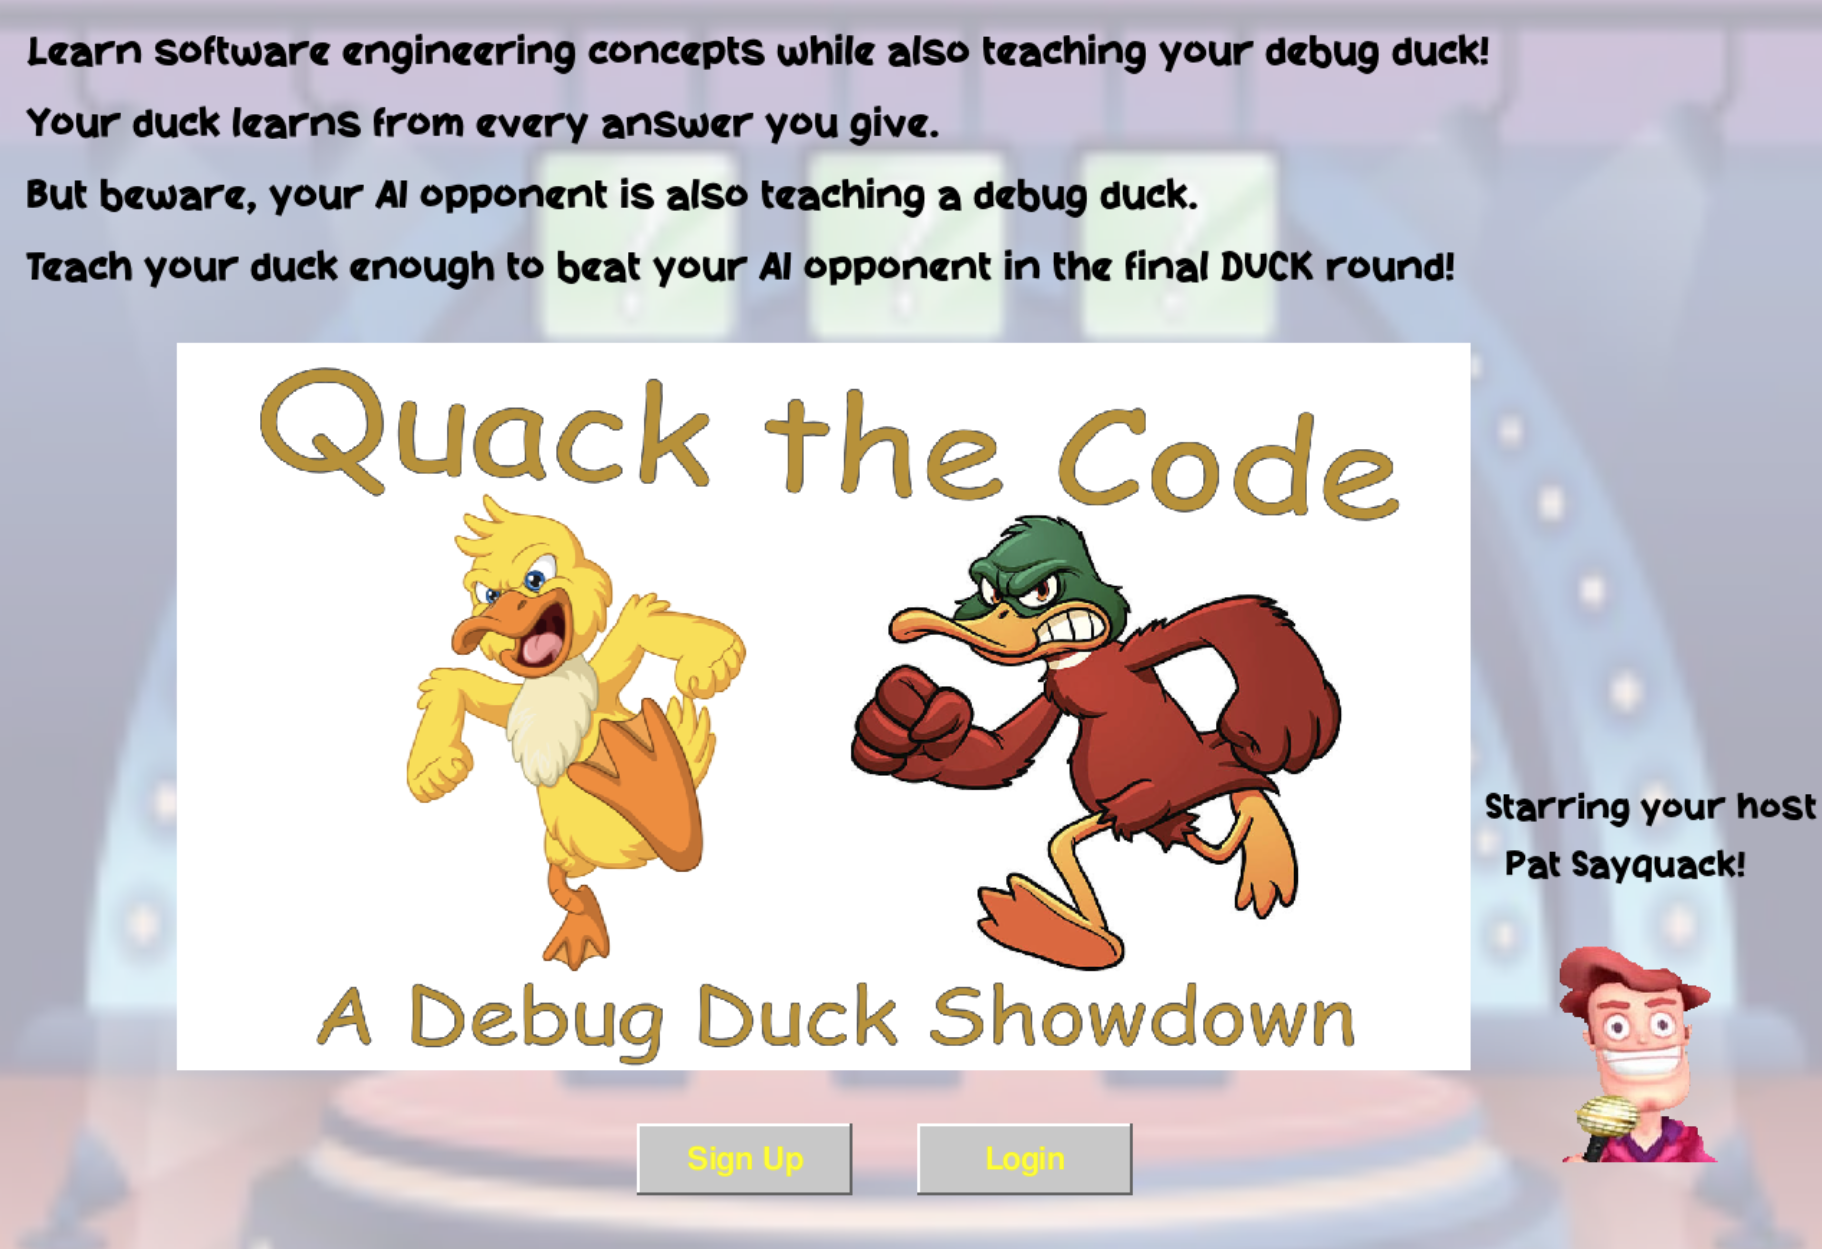 Learn software engineering concepts while also teaching your debug duck!
Your duck learns from every answer you give.
But beware, your AI opponent is also teaching a debug duck.
Teach your duck enough to beat your AI opponent in the final DUCK round!
? ? ?
Quack the Code
A Debug Duck Showdown
Starring your host
Pat Sayquack!
Sign Up
Login